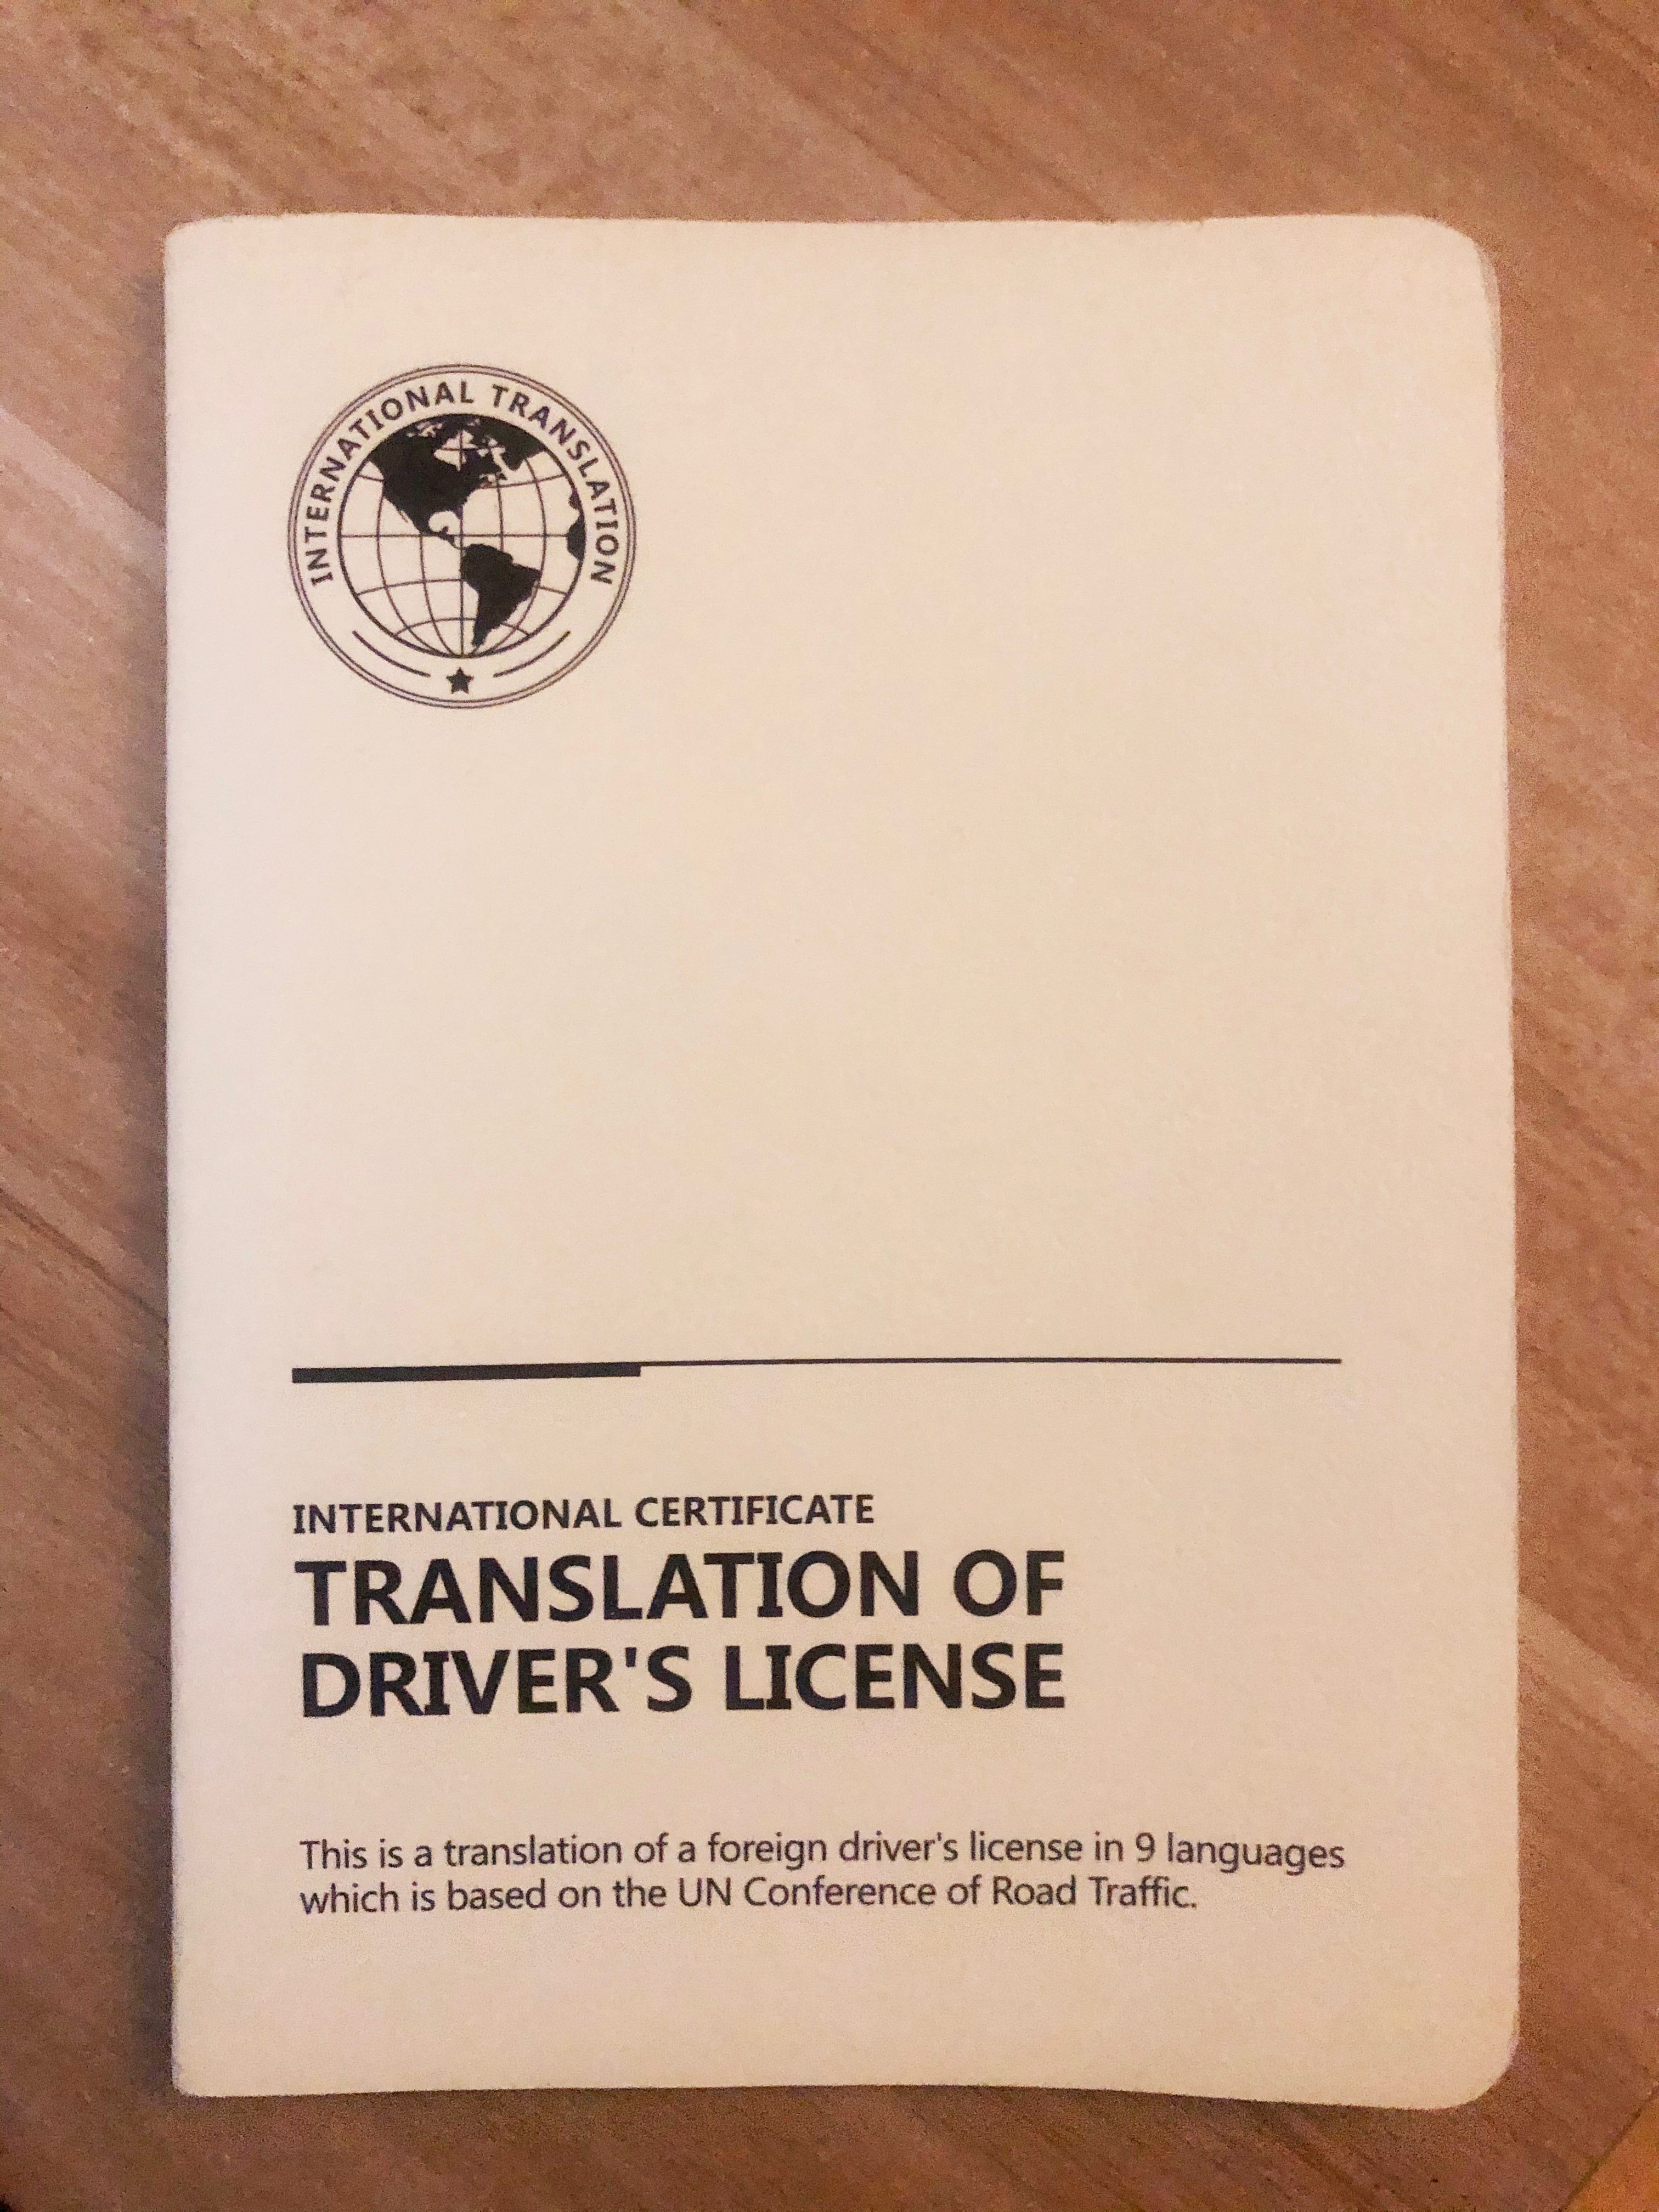 INTERNATIONAL TRANSLATION
INTERNATIONAL CERTIFICATE
TRANSLATION OF
DRIVER'S LICENSE
This is a translation of a foreign driver's license in 9 languages
which is based on the UN Conference of Road Traffic.